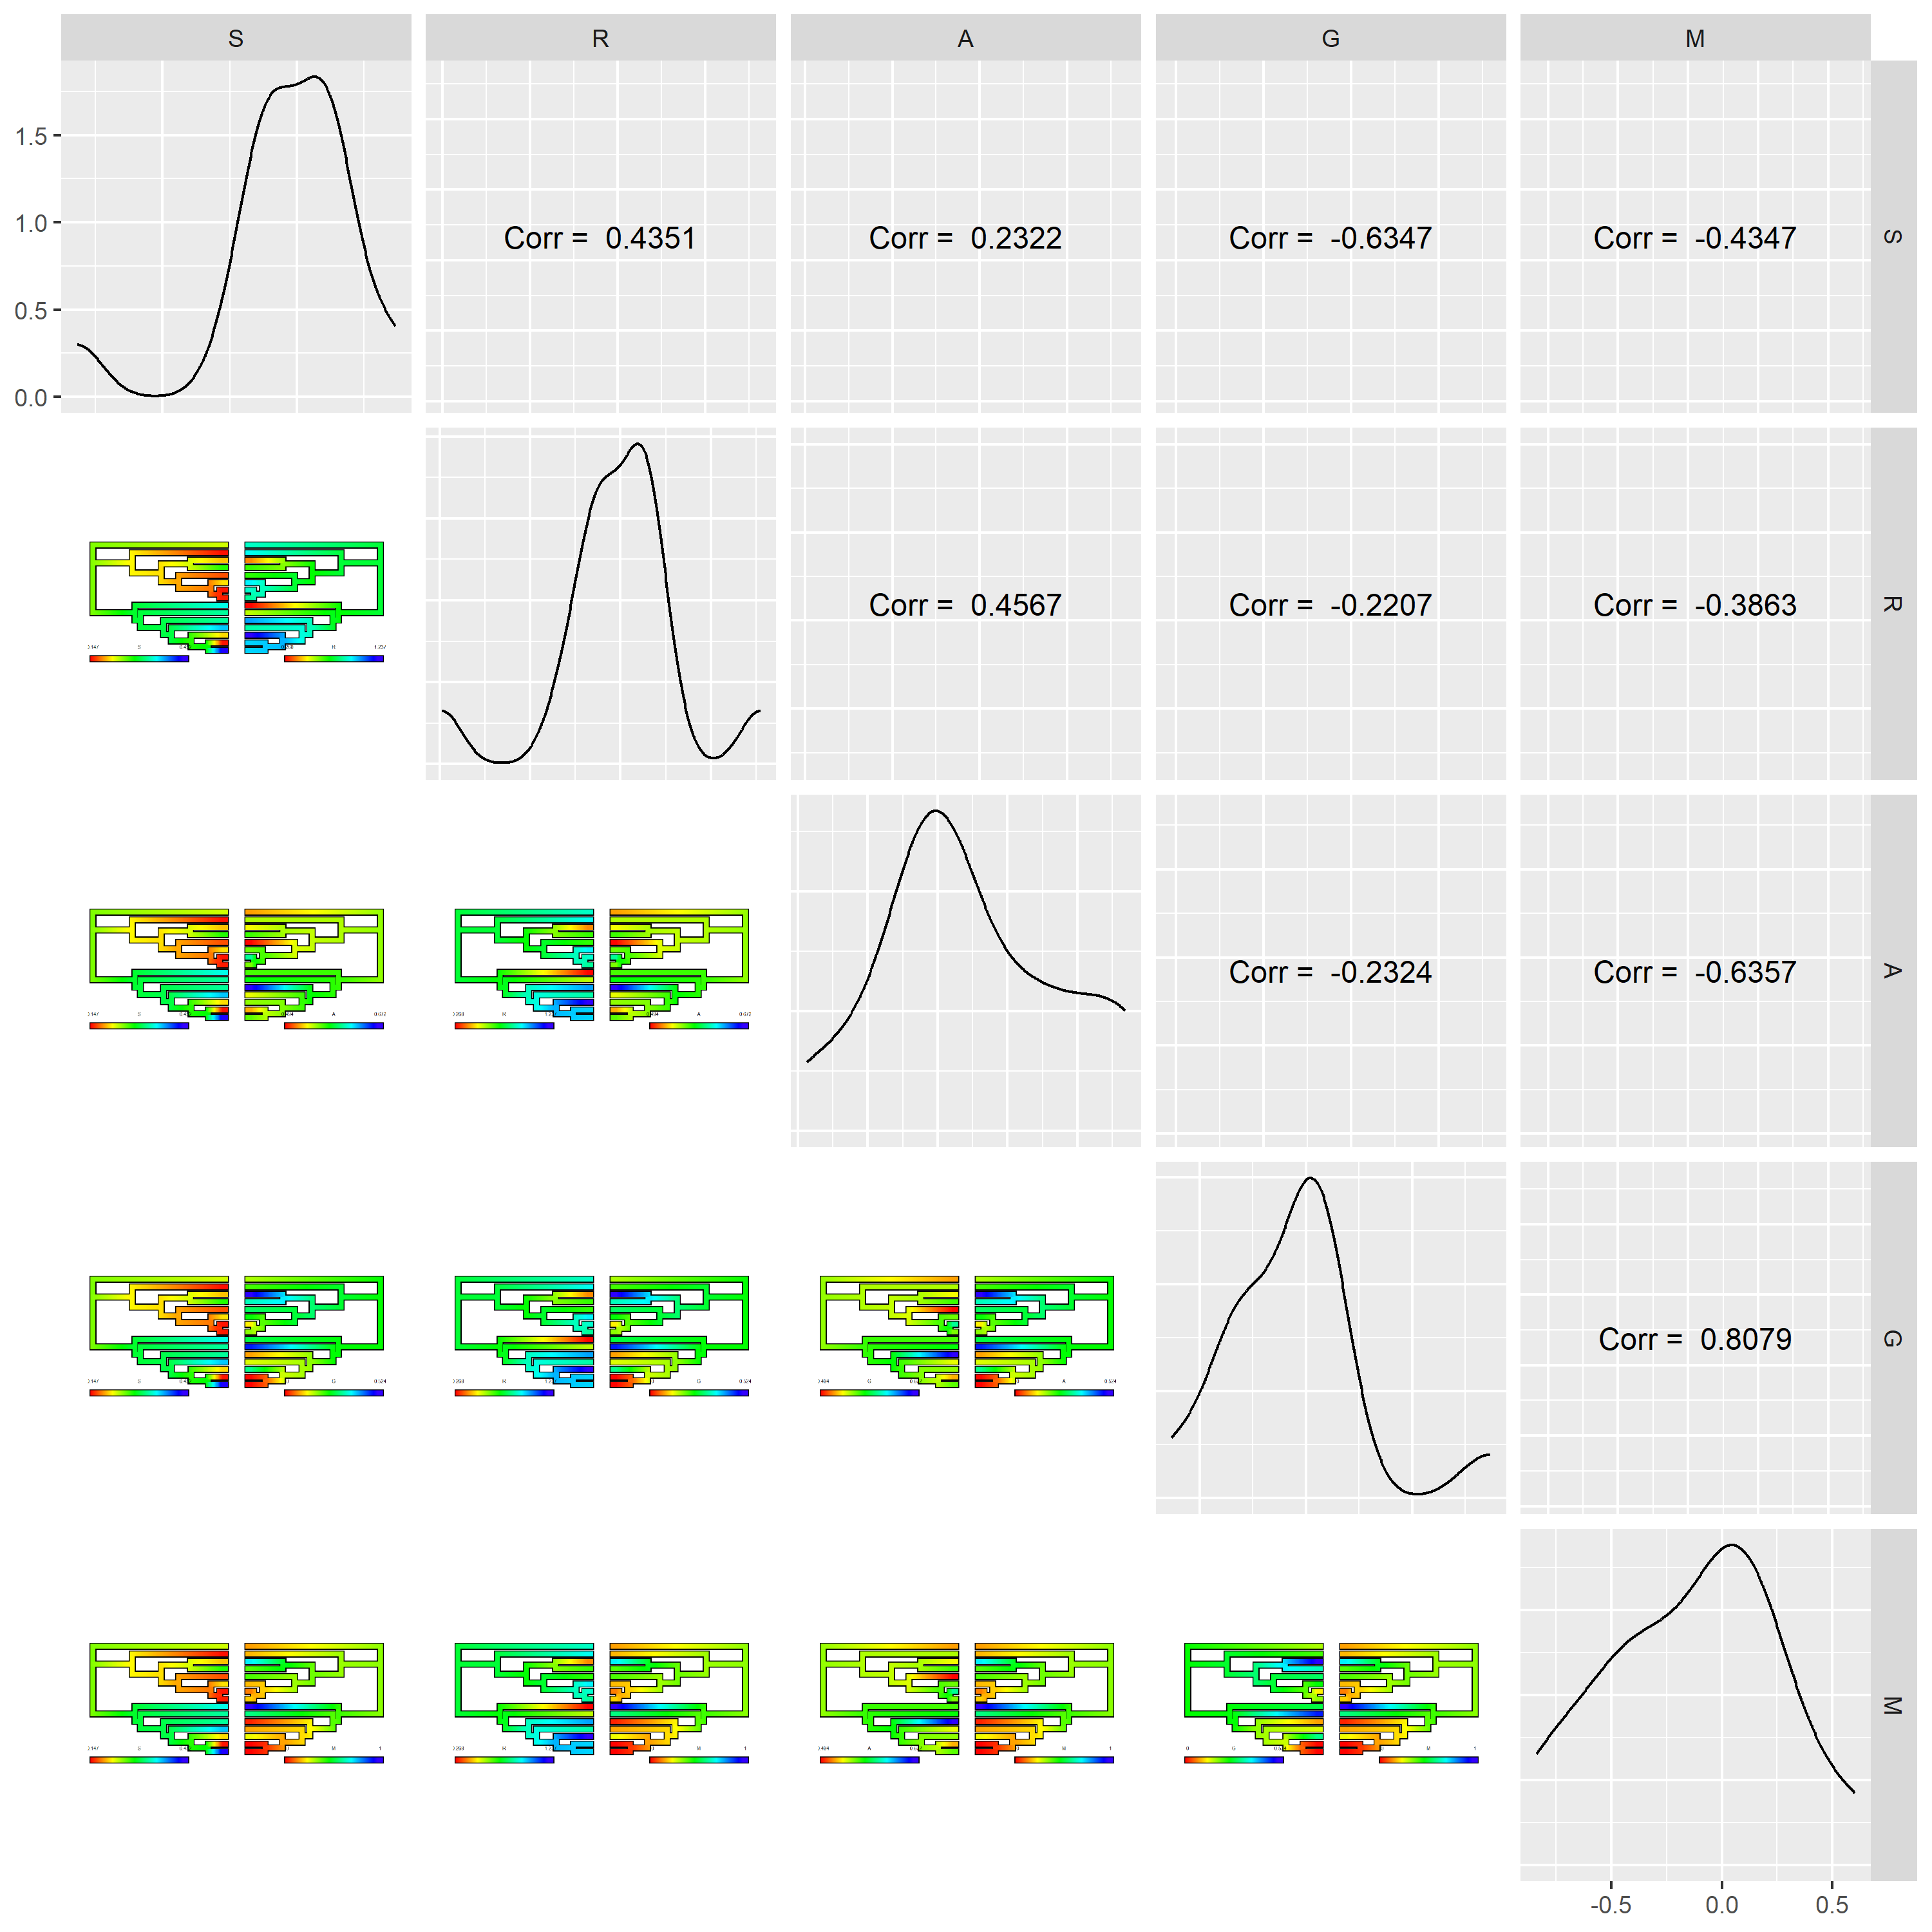 S R A G M
1.5
1.0
0.5
0.0
Corr = 0.4351
Corr = 0.2322
Corr = -0.6347
Corr = -0.4347
S
Corr = 0.4567
Corr = -0.2207
Corr = -0.3863
R
Corr = -0.2324
Corr = -0.6357
A
Corr = 0.8079
G
M
-0.5 0.0 0.5